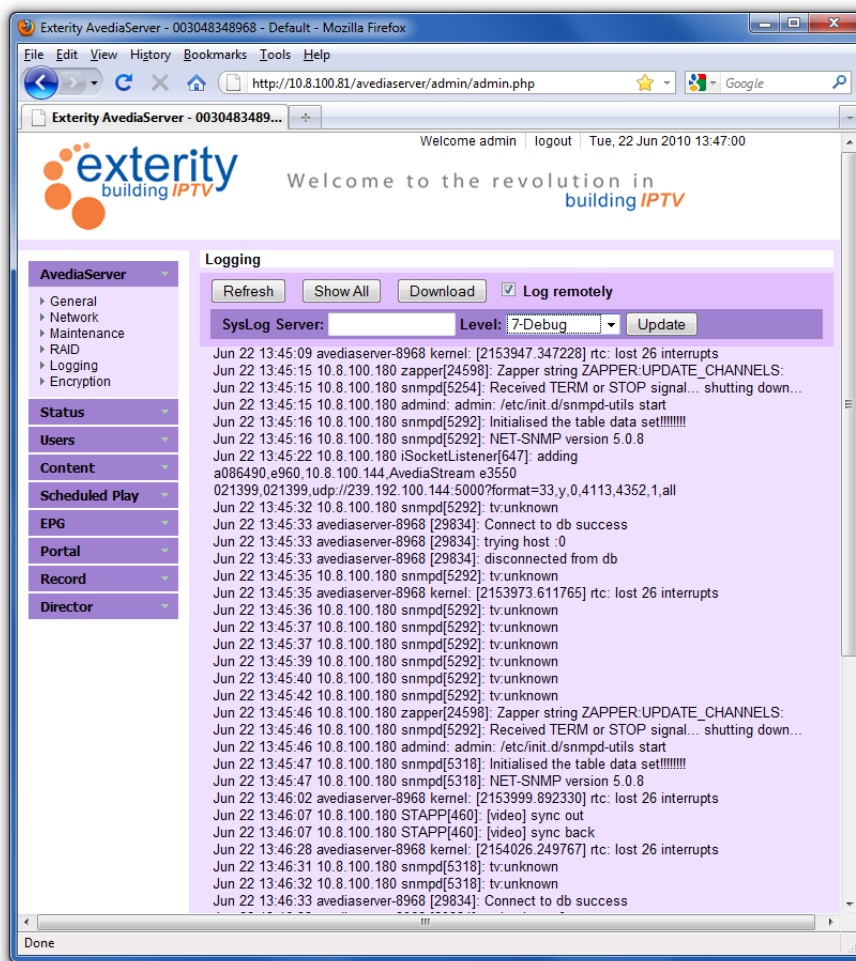 Exterity AvediaServer - 003048348968 - Default - Mozilla Firefox
File Edit View History Bookmarks Tools Help
http://10.8.100.81/avediaserver/admin/admin.php
Google
Exterity AvediaServer - 0030483489...
Welcome admin | logout | Tue, 22 Jun 2010 13:47:00
exterity
building IPTV
Welcome to the revolution in
building IPTV
AvediaServer
General
Network
Maintenance
RAID
Logging
Encryption
Status
Users
Content
Scheduled Play
EPG
Portal
Record
Director
Logging
Refresh Show All Download Log remotely
SysLog Server: Level: 7-Debug Update
Jun 22 13:45:09 avediaserver-8968 kernel: [2153947.347228] rtc: lost 26 interrupts
Jun 22 13:45:15 10.8.100.180 zapper[24598]: Zapper string ZAPPER:UPDATE_CHANNELS:
Jun 22 13:45:15 10.8.100.180 snmpd[5254]: Received TERM or STOP signal... shutting down...
Jun 22 13:45:15 10.8.100.180 admind: admin: /etc/init.d/snmpd-utils start
Jun 22 13:45:16 10.8.100.180 snmpd[5292]: Initialised the table data set!!!!!!!!
Jun 22 13:45:16 10.8.100.180 snmpd[5292]: NET-SNMP version 5.0.8
Jun 22 13:45:22 10.8.100.180 iSocketListener[647]: adding
a086490,e960,10.8.100.144,AvediaStream e3550
021399,021399,udp://239.192.100.144:5000?format=33,y,0,4113,4352,1,all
Jun 22 13:45:32 10.8.100.180 snmpd[5292]: tv:unknown
Jun 22 13:45:33 avediaserver-8968 [29834]: Connect to db success
Jun 22 13:45:33 avediaserver-8968 [29834]: trying host :0
Jun 22 13:45:33 avediaserver-8968 [29834]: disconnected from db
Jun 22 13:45:35 10.8.100.180 snmpd[5292]: tv:unknown
Jun 22 13:45:35 avediaserver-8968 kernel: [2153973.611765] rtc: lost 26 interrupts
Jun 22 13:45:36 10.8.100.180 snmpd[5292]: tv:unknown
Jun 22 13:45:37 10.8.100.180 snmpd[5292]: tv:unknown
Jun 22 13:45:37 10.8.100.180 snmpd[5292]: tv:unknown
Jun 22 13:45:39 10.8.100.180 snmpd[5292]: tv:unknown
Jun 22 13:45:40 10.8.100.180 snmpd[5292]: tv:unknown
Jun 22 13:45:42 10.8.100.180 snmpd[5292]: tv:unknown
Jun 22 13:45:46 10.8.100.180 zapper[24598]: Zapper string ZAPPER:UPDATE_CHANNELS:
Jun 22 13:45:46 10.8.100.180 snmpd[5292]: Received TERM or STOP signal... shutting down...
Jun 22 13:45:46 10.8.100.180 admind: admin: /etc/init.d/snmpd-utils start
Jun 22 13:45:47 10.8.100.180 snmpd[5318]: Initialised the table data set!!!!!!!!
Jun 22 13:45:47 10.8.100.180 snmpd[5318]: NET-SNMP version 5.0.8
Jun 22 13:46:02 avediaserver-8968 kernel: [2153999.892330] rtc: lost 26 interrupts
Jun 22 13:46:07 10.8.100.180 STAPP[460]: [video] sync out
Jun 22 13:46:07 10.8.100.180 STAPP[460]: [video] sync back
Jun 22 13:46:28 avediaserver-8968 kernel: [2154026.249767] rtc: lost 26 interrupts
Jun 22 13:46:31 10.8.100.180 snmpd[5318]: tv:unknown
Jun 22 13:46:32 10.8.100.180 snmpd[5318]: tv:unknown
Jun 22 13:46:33 avediaserver-8968 [29834]: Connect to db success
Done